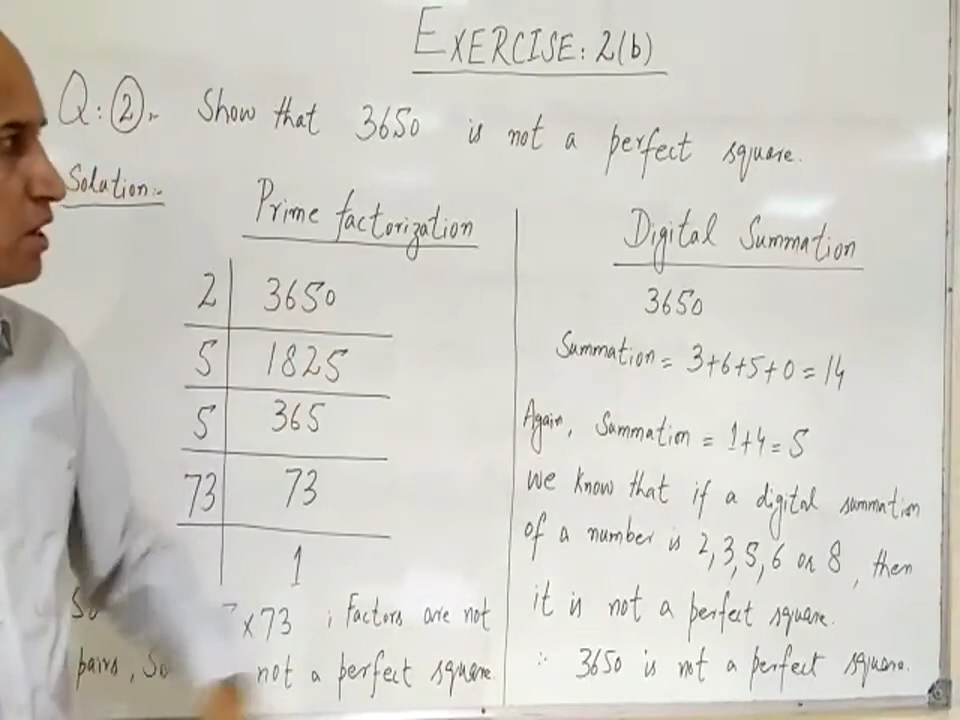 EXERCISE: 2(b)
Q: 2. Show that 3650 is not a perfect square.
Solution:-
Prime factorization
2 | 3650
5 | 1825
5 | 365
73 | 73
1
So
×73 ; Factors are not
pairs, So not a perfect square.
Digital Summation
3650
Summation = 3+6+5+0 = 14
Again, Summation = 1+4 = 5
we know that if a digital summation
of a number is 2, 3, 5, 6 or 8, then
it is not a perfect square.
∴ 3650 is not a perfect square.